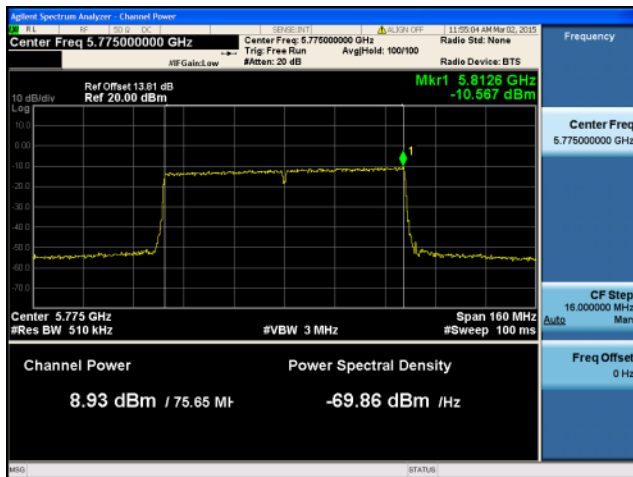 Agilent Spectrum Analyzer - Channel Power
RL RF 50 Ω DC SENSE:INT ALIGN OFF 11:55:04 AM Mar 02, 2015
Center Freq 5.775000000 GHz
Center Freq: 5.775000000 GHz
Radio Std: None
Trig: Free Run Avg|Hold: 100/100
#IFGain:Low #Atten: 20 dB Radio Device: BTS
Ref Offset 13.81 dB
10 dB/div Ref 20.00 dBm
Mkr1 5.8126 GHz
-10.567 dBm
Log
10.0
0.00
-10.0
-20.0
-30.0
-40.0
-50.0
-60.0
-70.0
1
Center 5.775 GHz Span 160 MHz
#Res BW 510 kHz #VBW 3 MHz #Sweep 100 ms
Channel Power Power Spectral Density
8.93 dBm / 75.65 MH -69.86 dBm /Hz
MSG STATUS
Frequency
Center Freq
5.775000000 GHz
CF Step
16.000000 MHz
Auto Man
Freq Offset
0 Hz